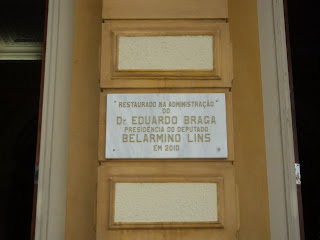 RESTAURADO NA ADMINISTRAÇÃO
DO
Dr. EDUARDO BRAGA
PRESIDÊNCIA DO DEPUTADO
BELARMINO LINS
EM 2010